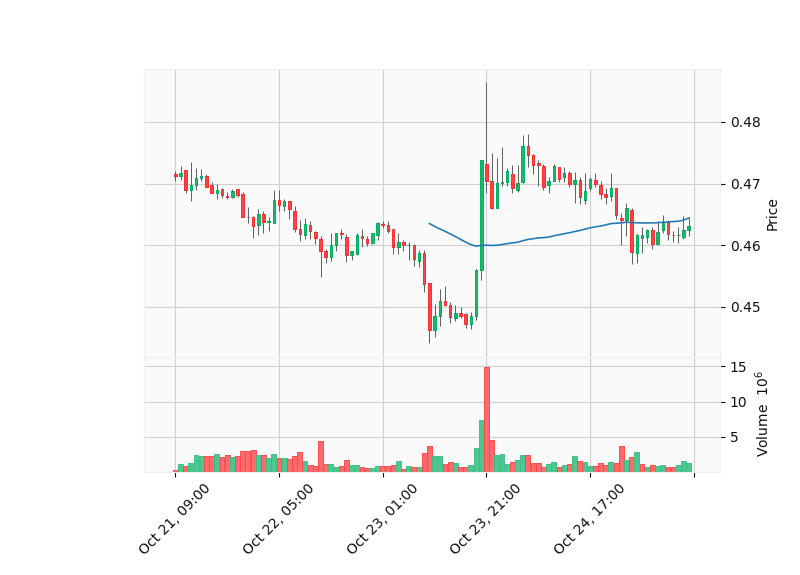 0.48
0.47
0.46
0.45
Price
15
10
5
Volume 10^6
Oct 21, 09:00
Oct 22, 05:00
Oct 23, 01:00
Oct 23, 21:00
Oct 24, 17:00